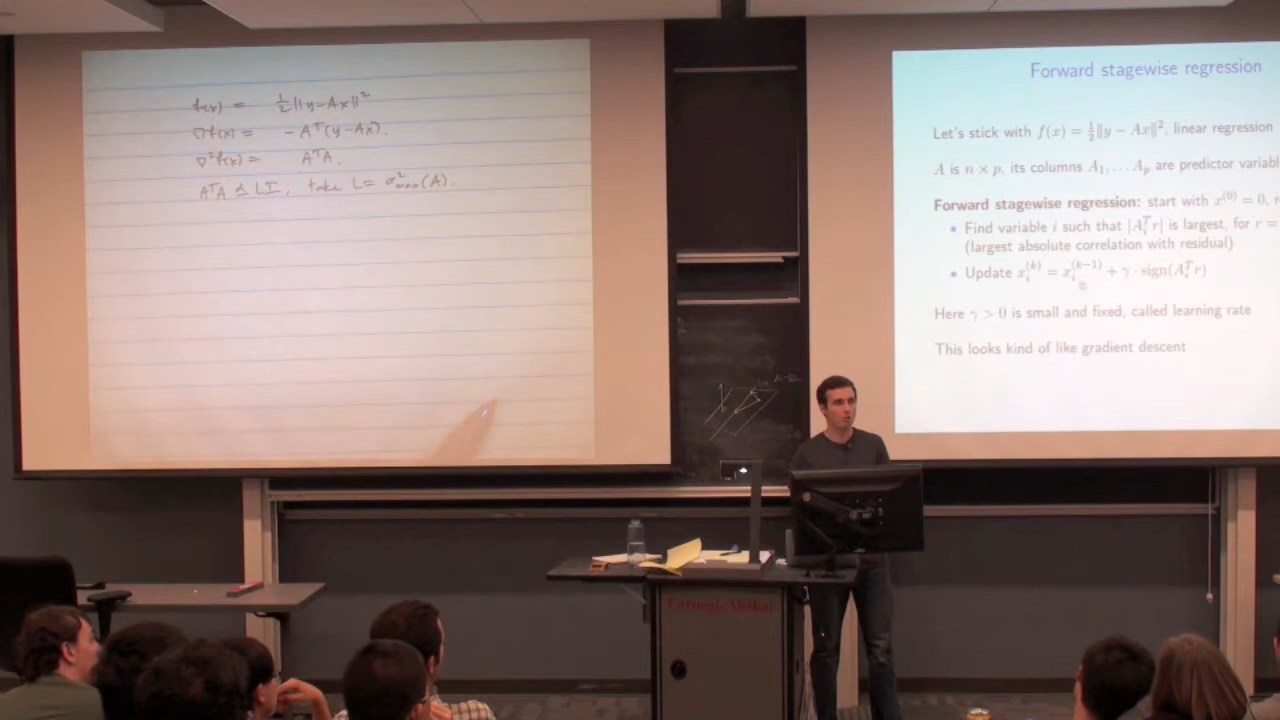 f(x) = ½||y-Ax||²
∇f(x) = -Aᵀ(y-Ax).
∇²f(x) = AᵀA.
AᵀA ⪯ LI, take L = σ²max(A).
Forward stagewise regression
Let's stick with f(x) = ½||y − Ax||², linear regression
A is n × p, its columns A₁, . . . Aₚ are predictor
Forward stagewise regression: start with x⁽⁰⁾ = 0,
• Find variable i such that |Aᵢᵀr| is largest, for r =
(largest absolute correlation with residual)
• Update xᵢ⁽ᵏ⁾ = xᵢ⁽ᵏ⁻¹⁾ + γ · sign(Aᵢᵀr)
Here γ > 0 is small and fixed, called learning rate
This looks kind of like gradient descent
Carnegie Mellon